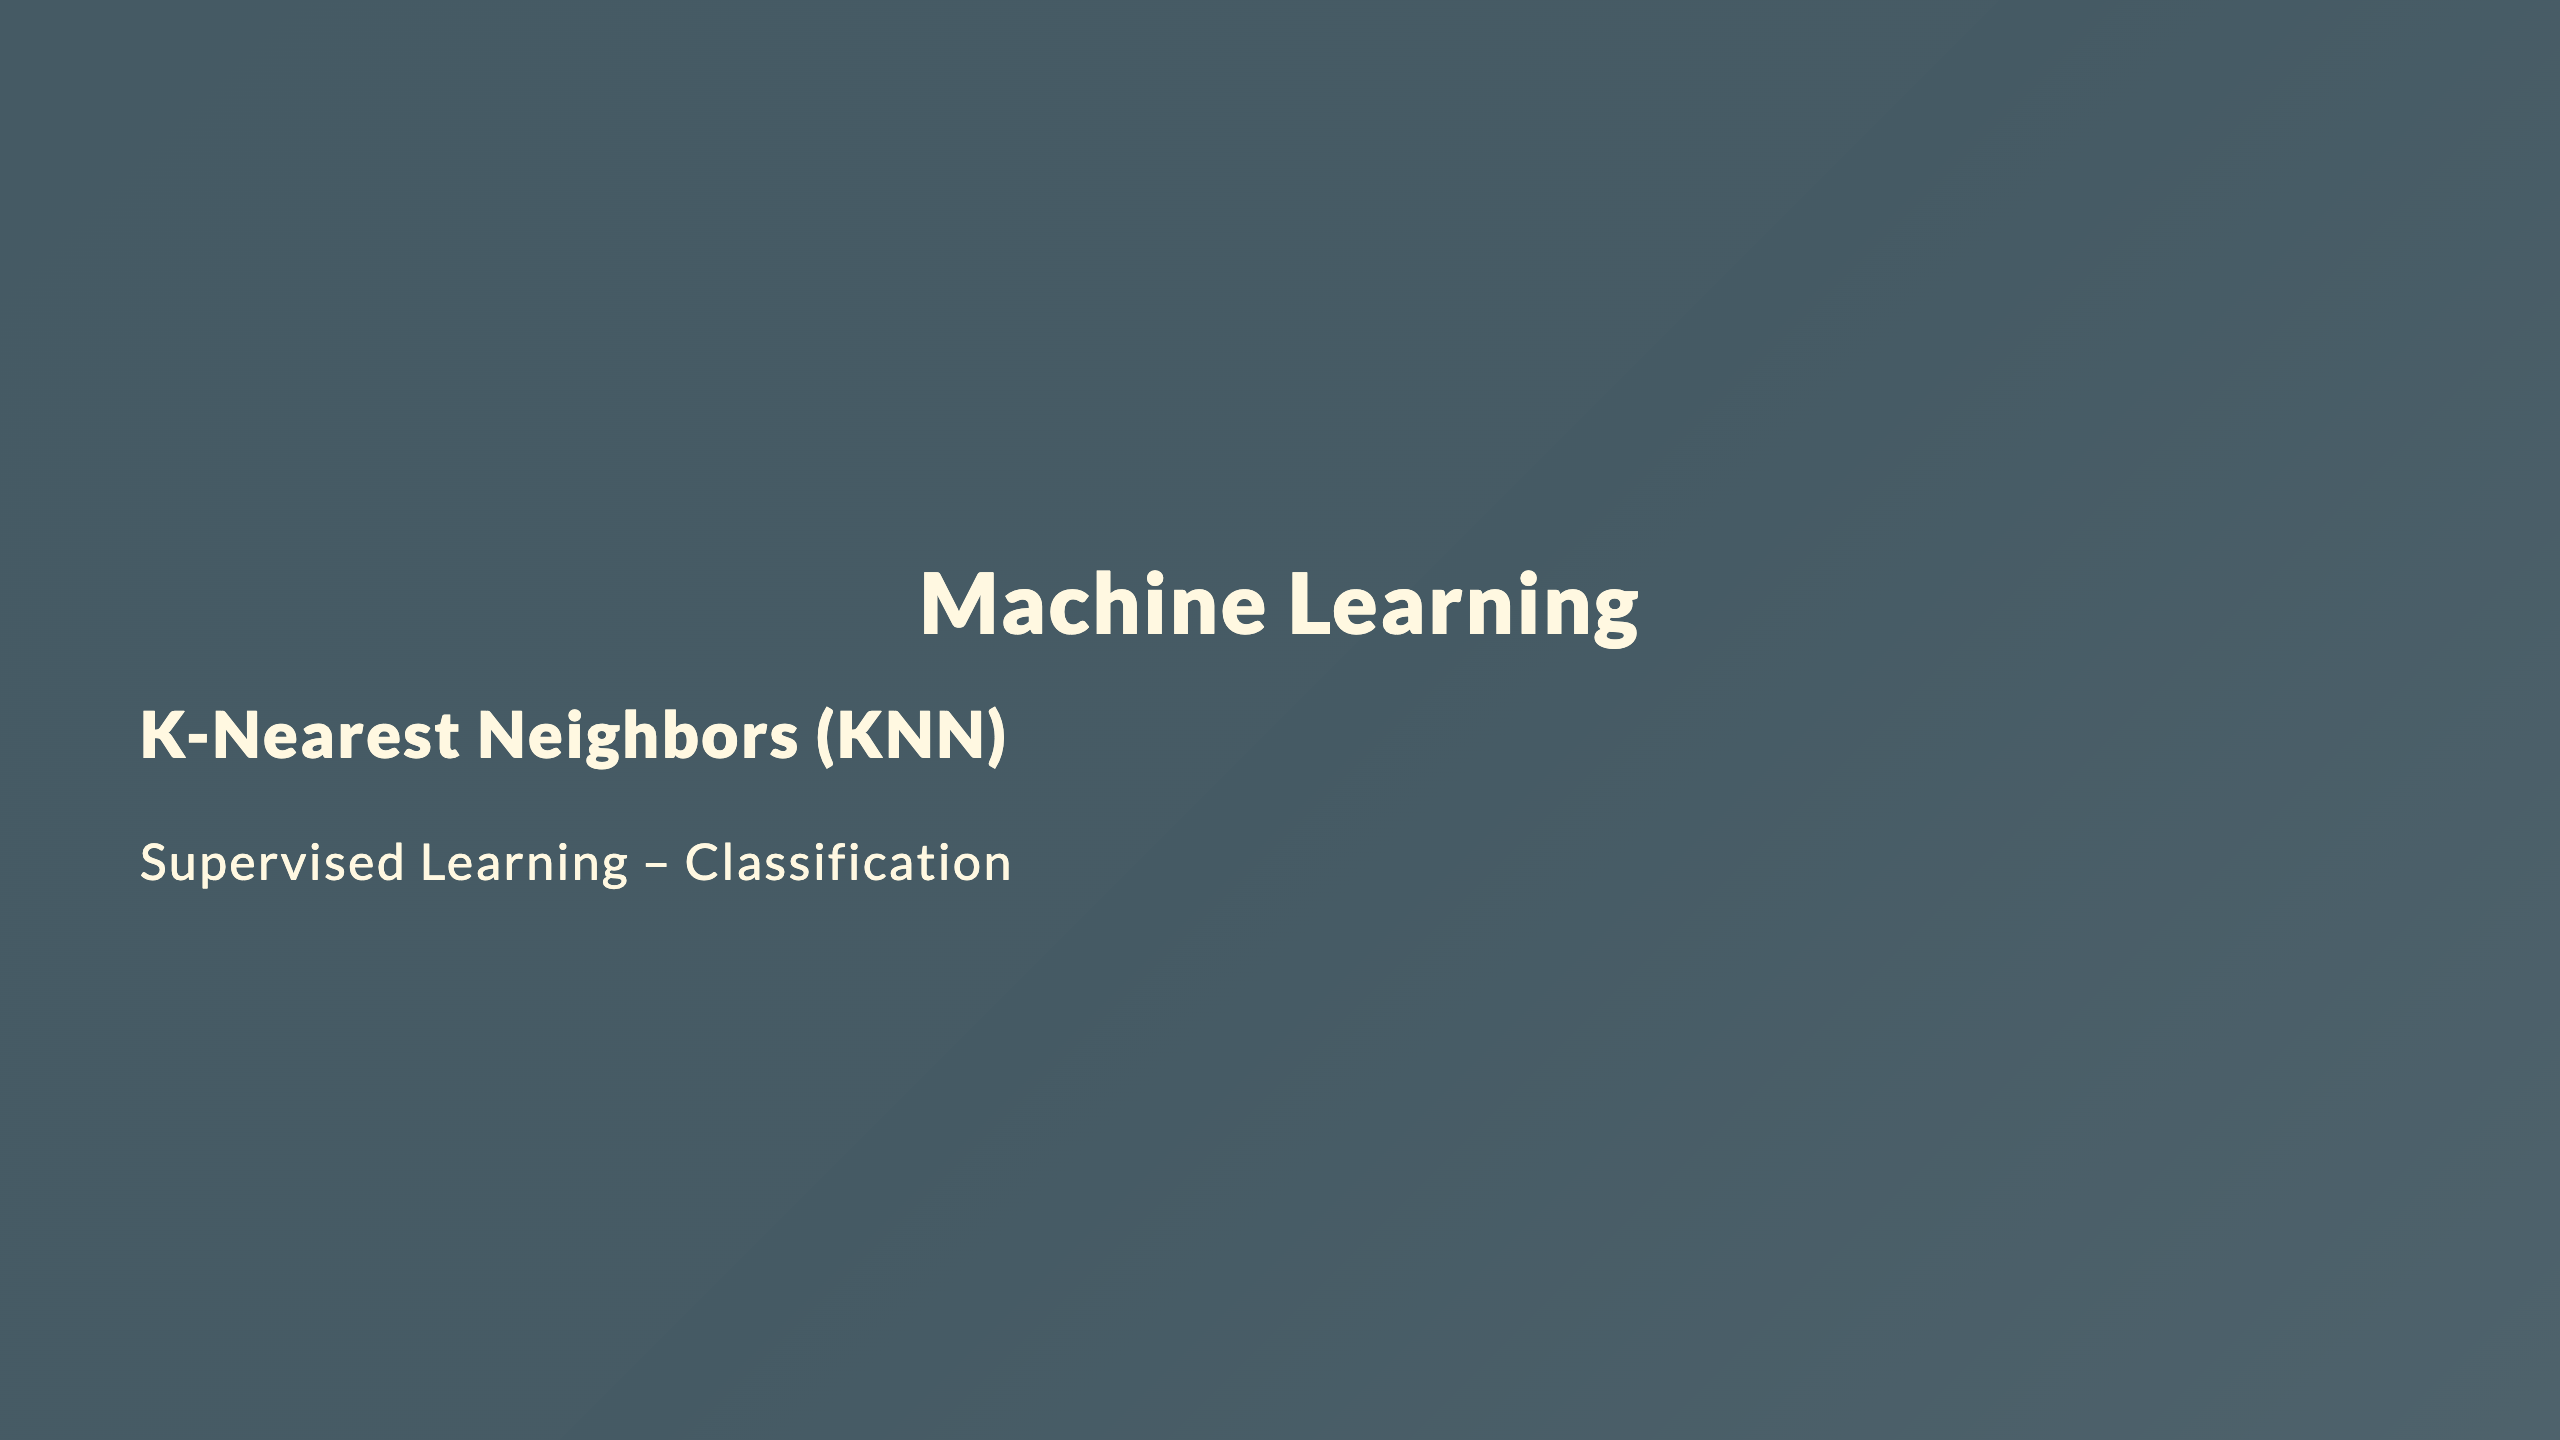 Machine Learning
K-Nearest Neighbors (KNN)
Supervised Learning – Classification